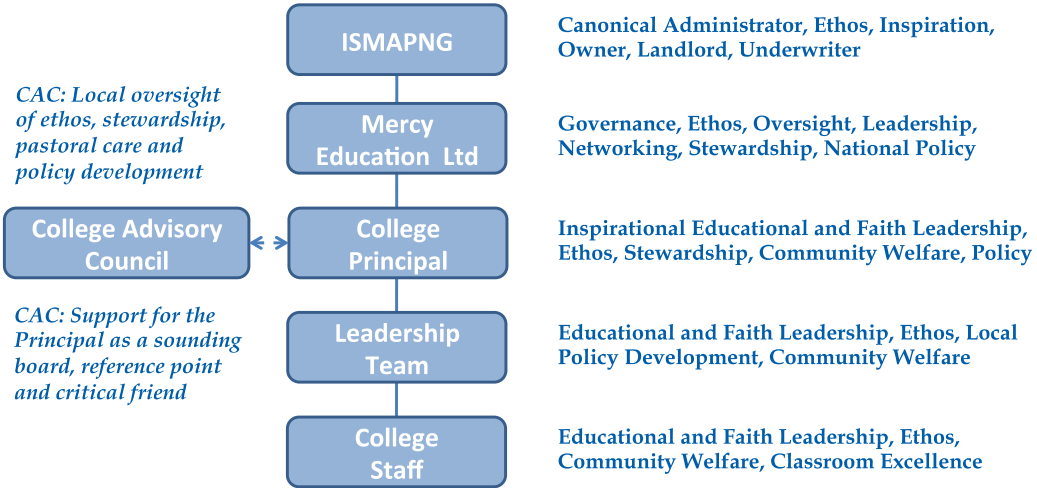 ISMAPNG
Canonical Administrator, Ethos, Inspiration,
Owner, Landlord, Underwriter
CAC: Local oversight
of ethos, stewardship,
pastoral care and
policy development
Mercy
Education Ltd
Governance, Ethos, Oversight, Leadership,
Networking, Stewardship, National Policy
College Advisory
Council
College
Principal
Inspirational Educational and Faith Leadership,
Ethos, Stewardship, Community Welfare, Policy
CAC: Support for the
Principal as a sounding
board, reference point
and critical friend
Leadership
Team
Educational and Faith Leadership, Ethos, Local
Policy Development, Community Welfare
College
Staff
Educational and Faith Leadership, Ethos,
Community Welfare, Classroom Excellence